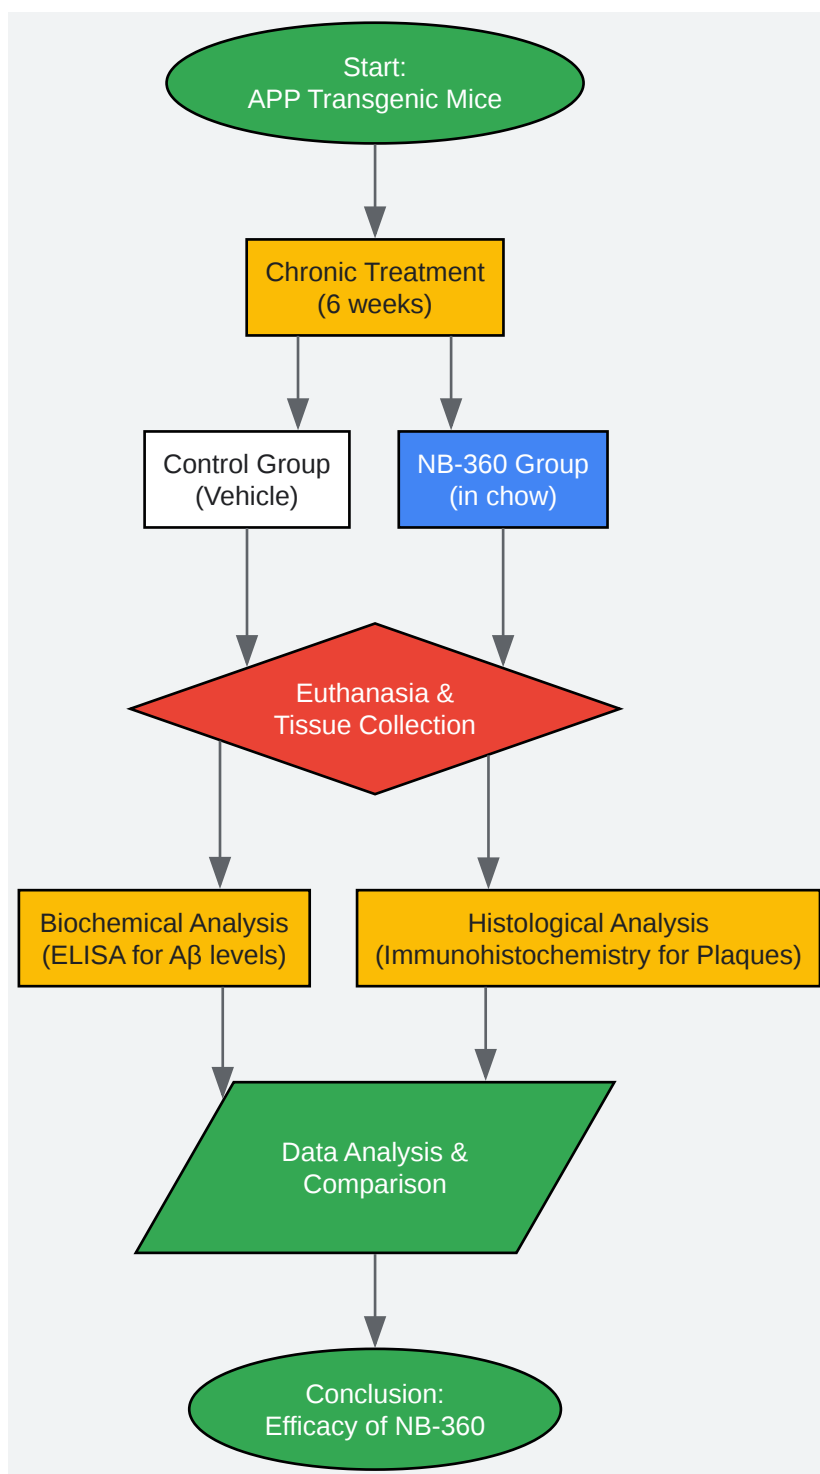 Start:
APP Transgenic Mice
Chronic Treatment
(6 weeks)
Control Group
(Vehicle)
NB-360 Group
(in chow)
Euthanasia &
Tissue Collection
Biochemical Analysis
(ELISA for Aβ levels)
Histological Analysis
(Immunohistochemistry for Plaques)
Data Analysis &
Comparison
Conclusion:
Efficacy of NB-360